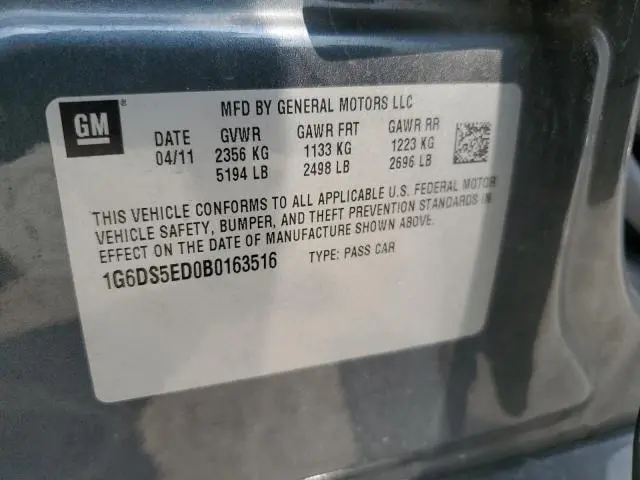 MFD BY GENERAL MOTORS LLC
GM®
DATE GVWR GAWR FRT GAWR RR
04/11 2356 KG 1133 KG 1223 KG
5194 LB 2498 LB 2696 LB
THIS VEHICLE CONFORMS TO ALL APPLICABLE U.S. FEDERAL MOTOR
VEHICLE SAFETY, BUMPER, AND THEFT PREVENTION STANDARDS IN
EFFECT ON THE DATE OF MANUFACTURE SHOWN ABOVE.
1G6DS5ED0B0163516 TYPE: PASS CAR